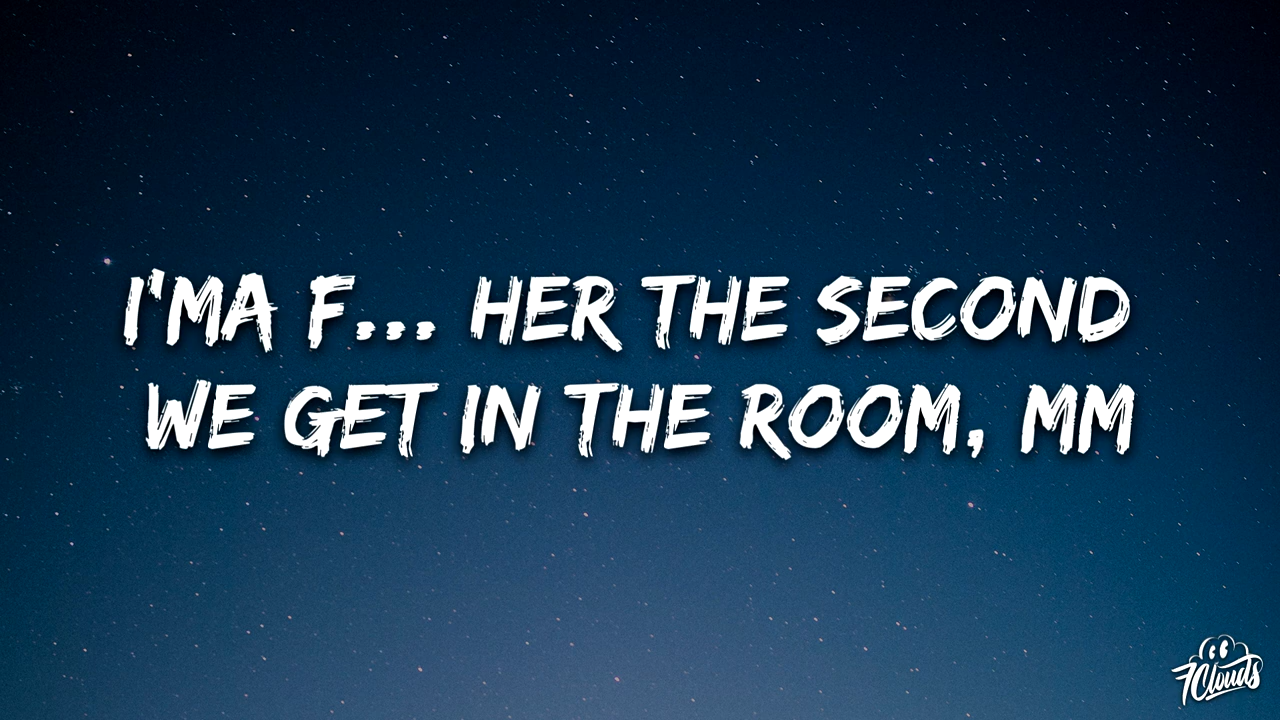 I'MA F... HER THE SECOND
WE GET IN THE ROOM, MM
7Clouds